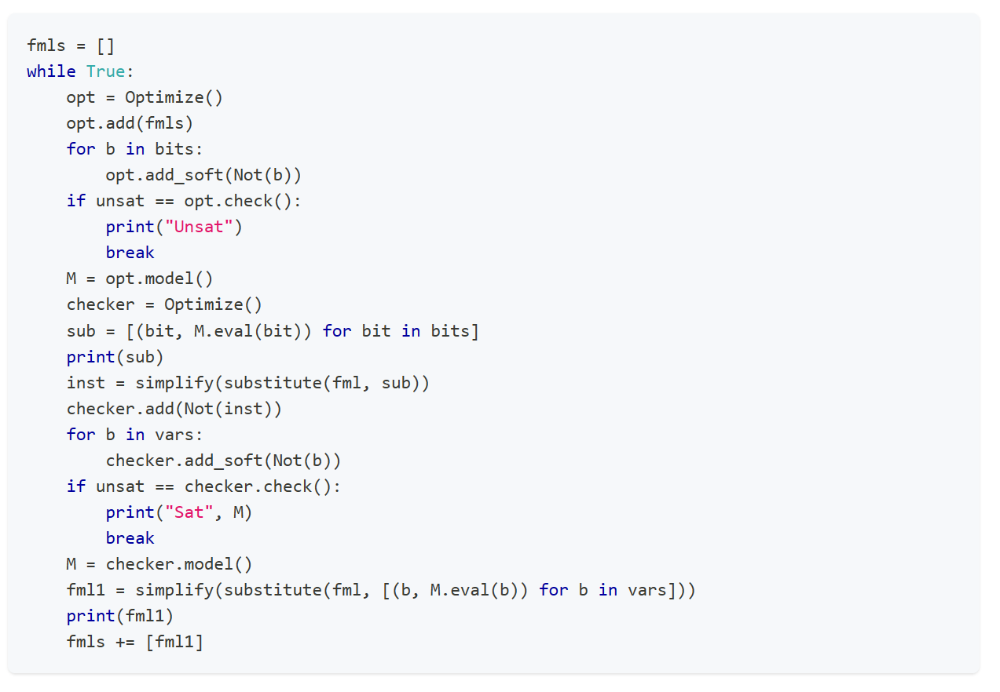 fmls = []
while True:
    opt = Optimize()
    opt.add(fmls)
    for b in bits:
        opt.add_soft(Not(b))
    if unsat == opt.check():
        print("Unsat")
        break
    M = opt.model()
    checker = Optimize()
    sub = [(bit, M.eval(bit)) for bit in bits]
    print(sub)
    inst = simplify(substitute(fml, sub))
    checker.add(Not(inst))
    for b in vars:
        checker.add_soft(Not(b))
    if unsat == checker.check():
        print("Sat", M)
        break
    M = checker.model()
    fml1 = simplify(substitute(fml, [(b, M.eval(b)) for b in vars]))
    print(fml1)
    fmls += [fml1]